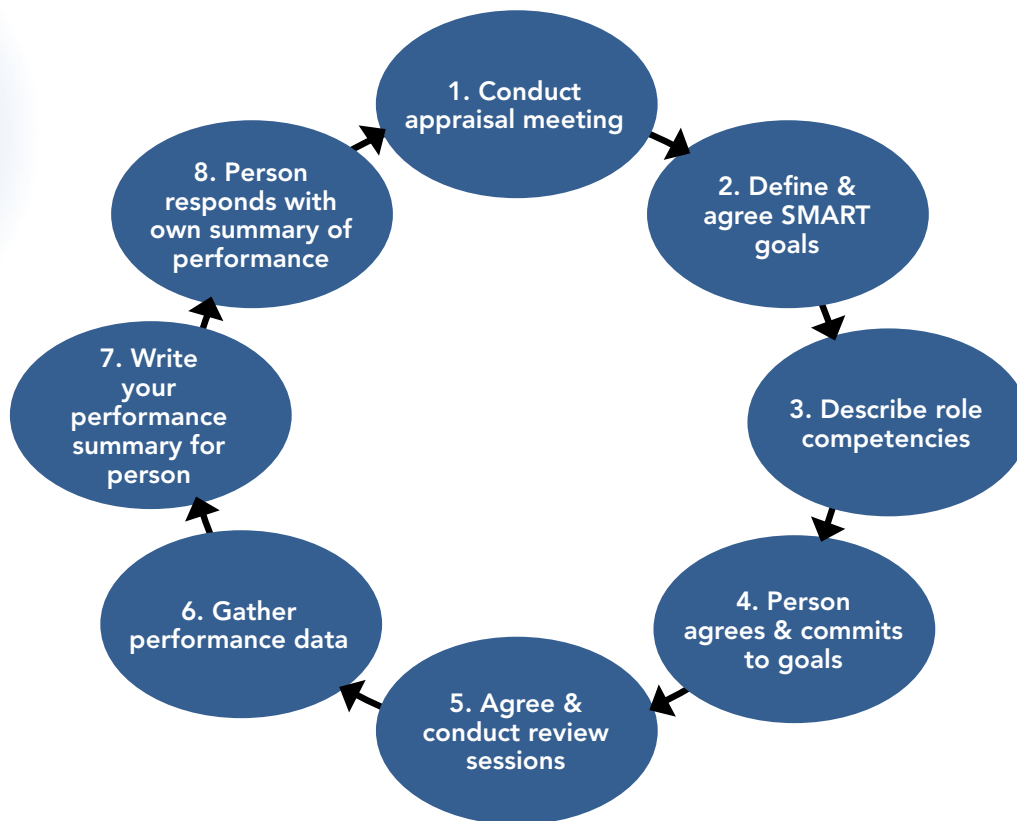 1. Conduct
appraisal meeting
2. Define &
agree SMART
goals
3. Describe role
competencies
4. Person
agrees & commits
to goals
5. Agree &
conduct review
sessions
6. Gather
performance data
7. Write
your
performance
summary for
person
8. Person
responds with
own summary of
performance